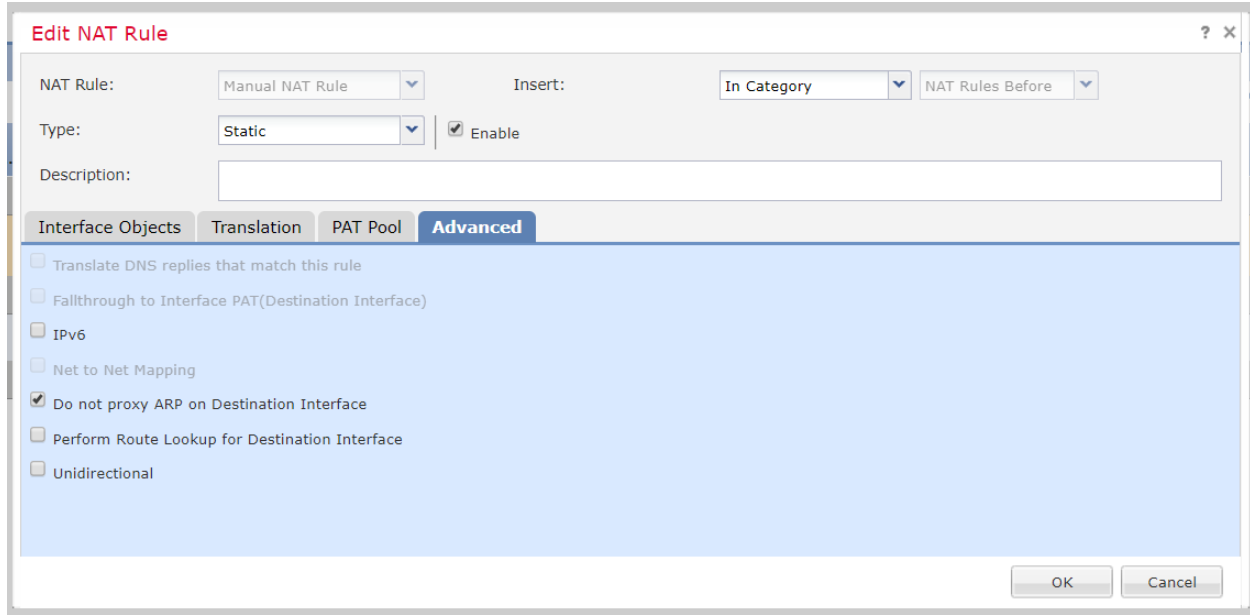 Edit NAT Rule ? ×
NAT Rule: Manual NAT Rule Insert: In Category NAT Rules Before
Type: Static Enable
Description:
Interface Objects Translation PAT Pool Advanced
Translate DNS replies that match this rule
Fallthrough to Interface PAT(Destination Interface)
IPv6
Net to Net Mapping
Do not proxy ARP on Destination Interface
Perform Route Lookup for Destination Interface
Unidirectional
OK Cancel